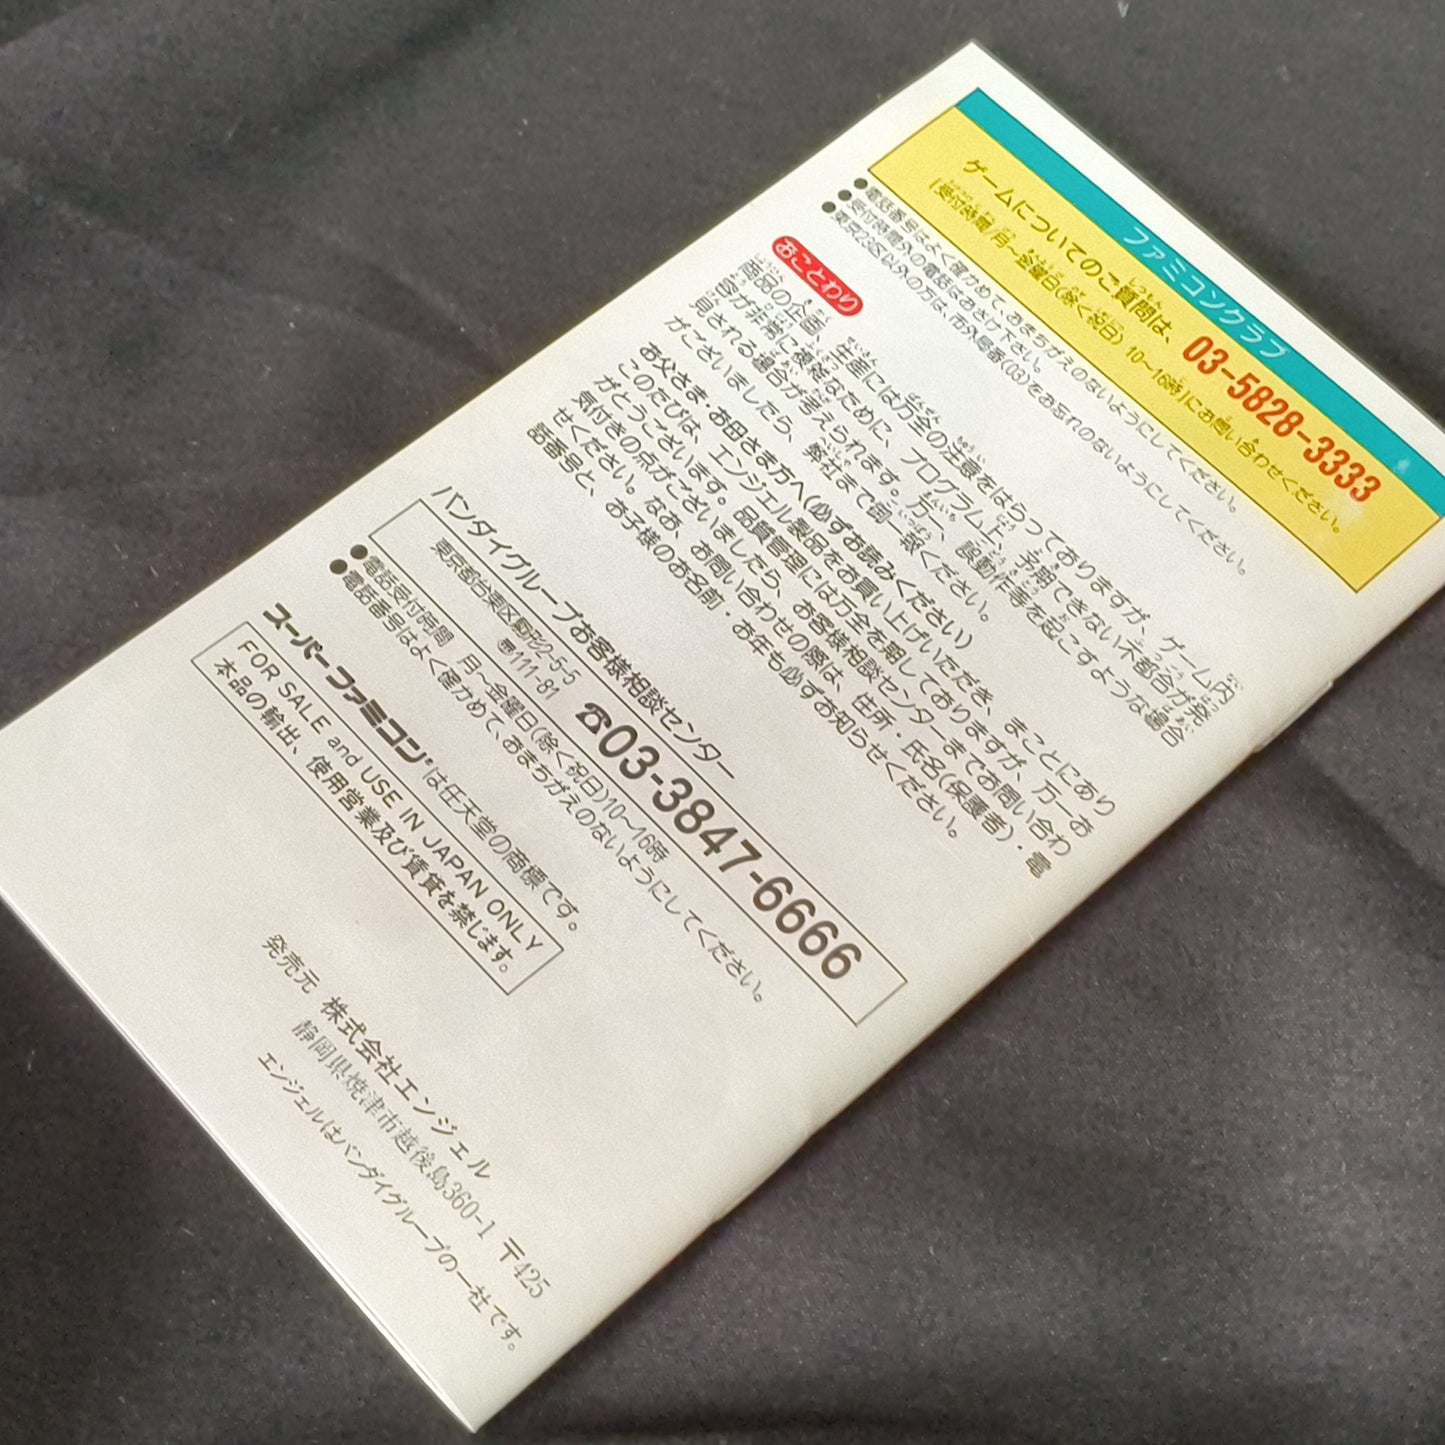 ファミコンクラブ
ゲームについてのご質問は、 03-5828-3333
(受付時間/月〜金曜日(除く祝日) 10〜16時)にお問い合わせください。
●電話番号はよく確かめて、おまちがえのないようにしてください。
●受付時間外の電話はおさけ下さい。
●東京23区以外の方は、市外局番(03)をお忘れのないようにしてください。
おことわり
商品の企画、生産には万全の注意をはらっておりますが、ゲーム内
容が非常に複雑なために、プログラム上、予期できない不都合が発
見される場合が考えられます。万一、誤動作等を起こすような場合
がございましたら、弊社まで御一致ください。
お父さま・お母さま方へ(必ずお読みください)
このたびは、エンジェル製品をお買い上げいただき、まことにあり
がとうございます。品質管理には万全を期しておりますが、万一お
気付きの点がございましたら、お客様相談センターまでお問い合わ
せください。なお、お問い合わせの際は、住所・氏名(保護者)・電
話番号と、お子様のお名前・お年も必ずお知らせください。
バンダイグループお客様相談センター
東京都台東区駒形2-5-5
〠111-81 ☎03-3847-6666
●電話受付時間 月〜金曜日(除く祝日)10〜16時
●電話番号はよく確かめて、おまちがえのないようにしてください。
スーパーファミコン®は任天堂の商標です。
FOR SALE and USE IN JAPAN ONLY
本品の輸出、使用営業及び賃貸を禁じます。
発売元 株式会社エンジェル
静岡県焼津市越後島360-1 〒425
エンジェルはバンダイグループの一社です。